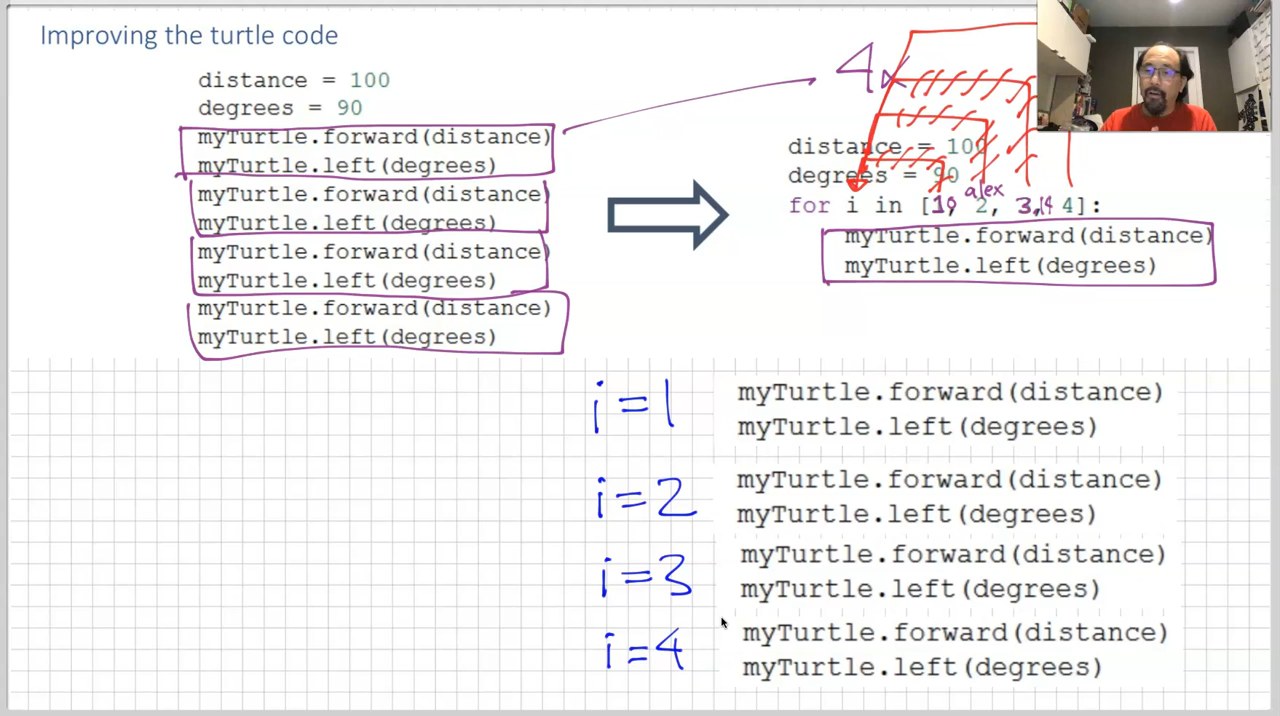 Improving the turtle code
distance = 100
degrees = 90
myTurtle.forward(distance)
myTurtle.left(degrees)
myTurtle.forward(distance)
myTurtle.left(degrees)
myTurtle.forward(distance)
myTurtle.left(degrees)
myTurtle.forward(distance)
myTurtle.left(degrees)
4x
distance = 100
degrees = 90
alex
for i in [1, 2, 3, 4]:
myTurtle.forward(distance)
myTurtle.left(degrees)
i=1
myTurtle.forward(distance)
myTurtle.left(degrees)
i=2
myTurtle.forward(distance)
myTurtle.left(degrees)
i=3
myTurtle.forward(distance)
myTurtle.left(degrees)
i=4
myTurtle.forward(distance)
myTurtle.left(degrees)